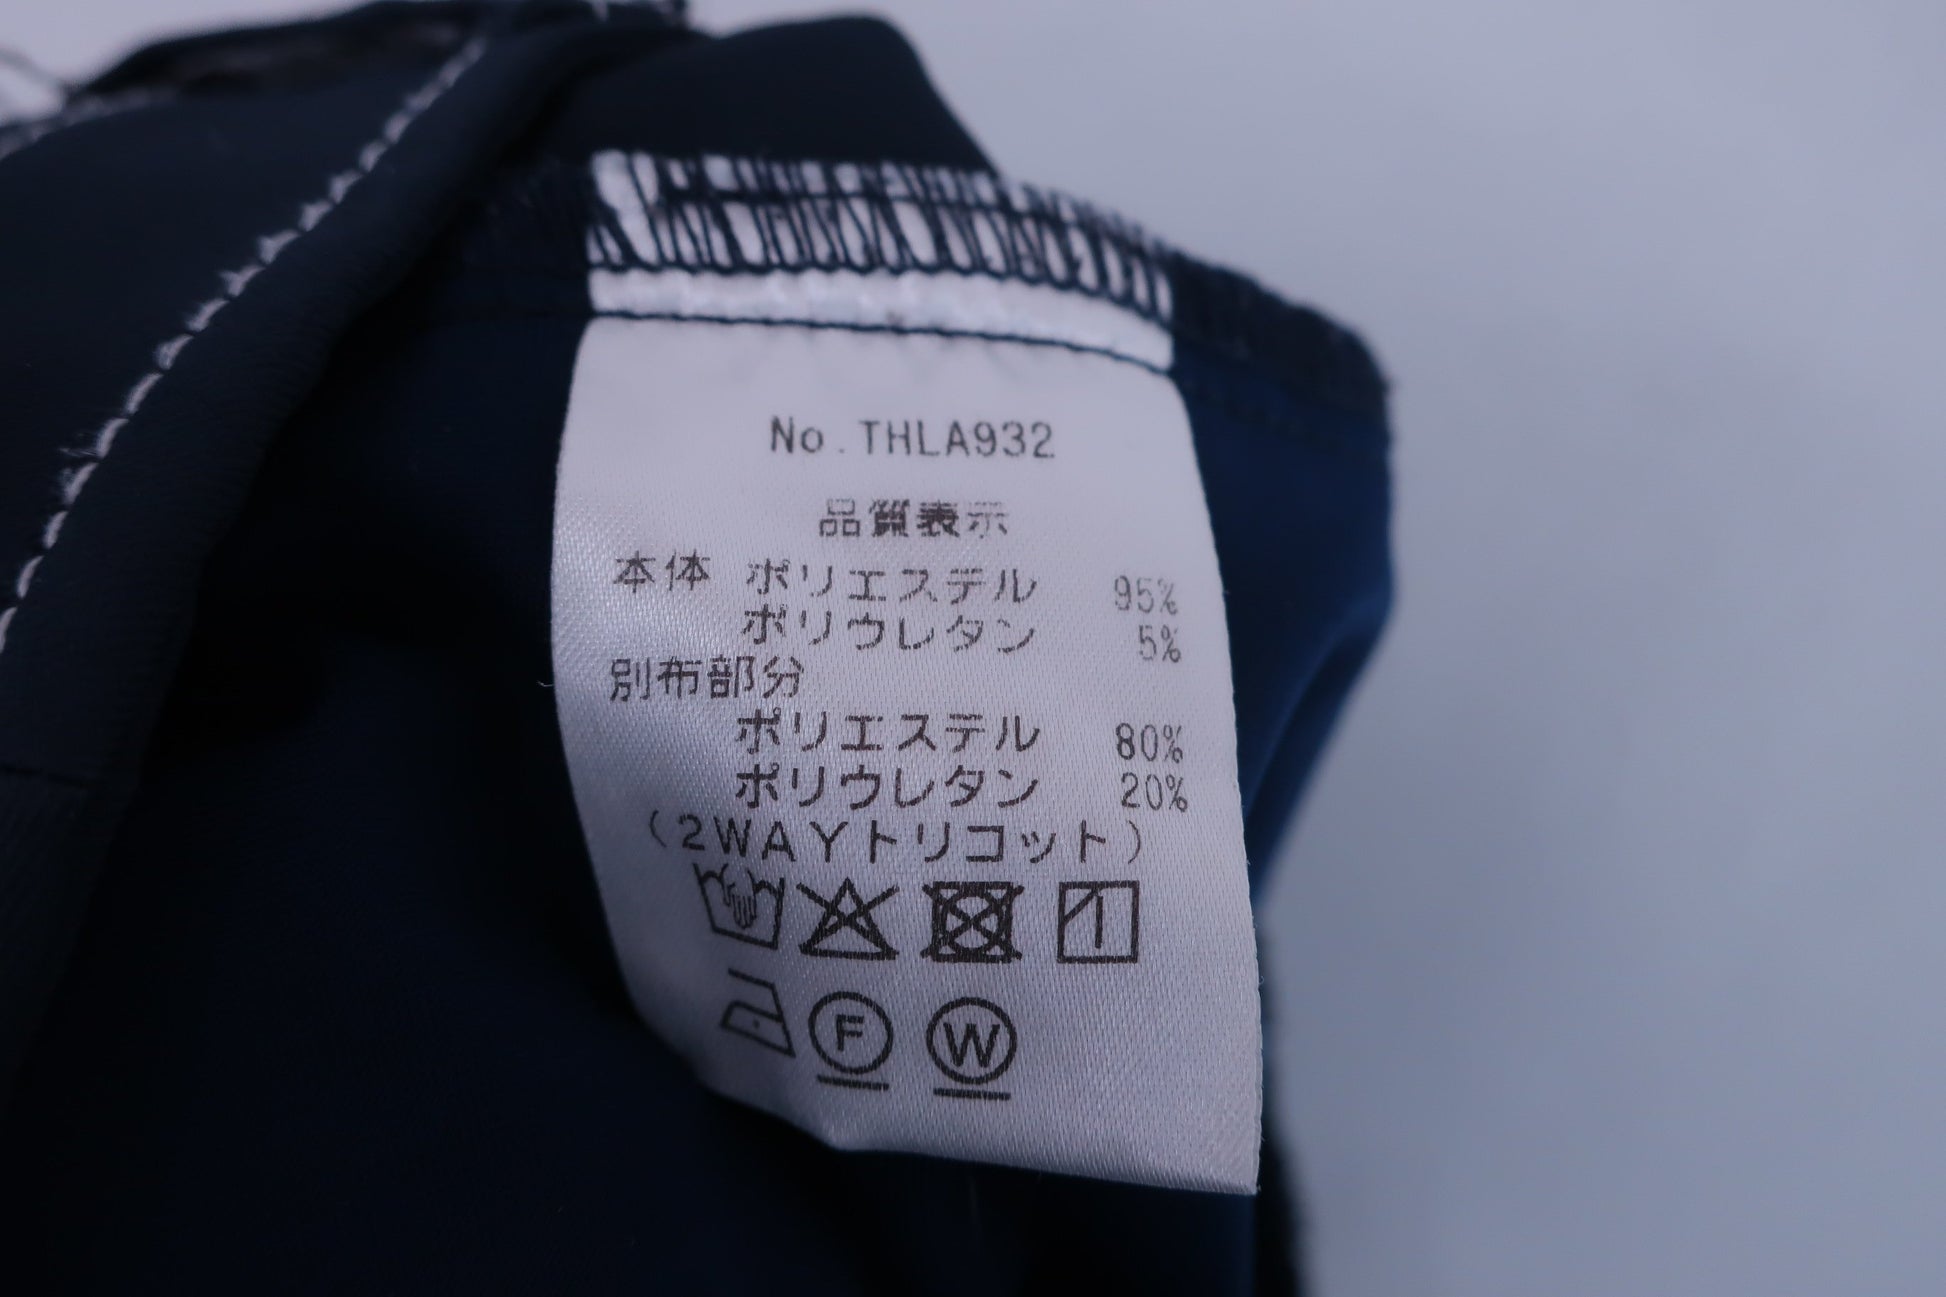 No.THLA932
品質表示
本体 ポリエステル 95%
ポリウレタン 5%
別布部分
ポリエステル 80%
ポリウレタン 20%
(2WAYトリコット)
F W